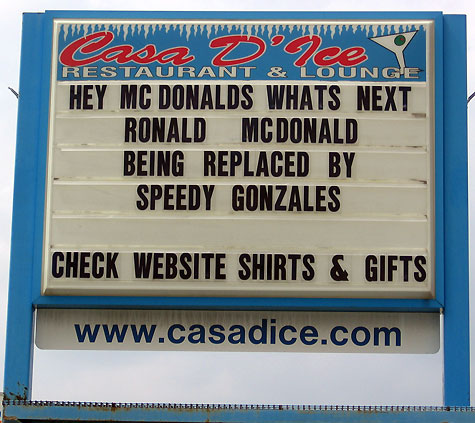 Casa D'Ice
RESTAURANT & LOUNGE
HEY MC DONALDS WHATS NEXT
RONALD MCDONALD
BEING REPLACED BY
SPEEDY GONZALES
CHECK WEBSITE SHIRTS & GIFTS
www.casadice.com